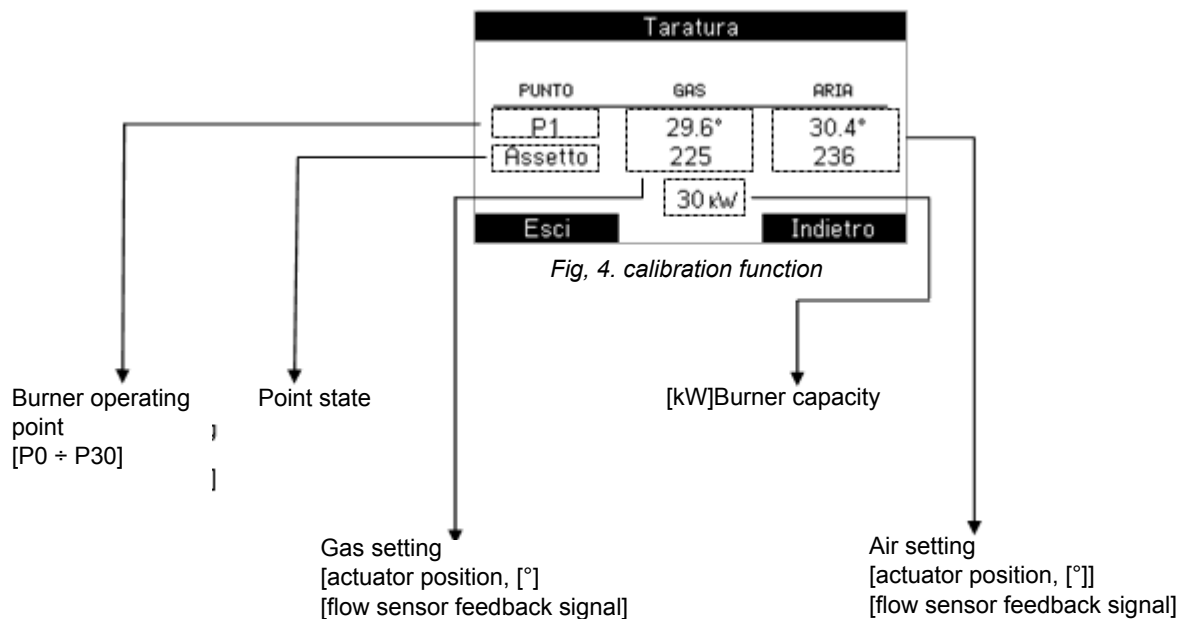 Taratura
PUNTO GAS ARIA
P1 29.6° 30.4°
Assetto 225 236
30 kW
Esci Indietro
Fig, 4. calibration function
Burner operating
point
[P0 ÷ P30]
Point state
[kW]Burner capacity
Gas setting
[actuator position, [°]
[flow sensor feedback signal]
Air setting
[actuator position, [°]]
[flow sensor feedback signal]